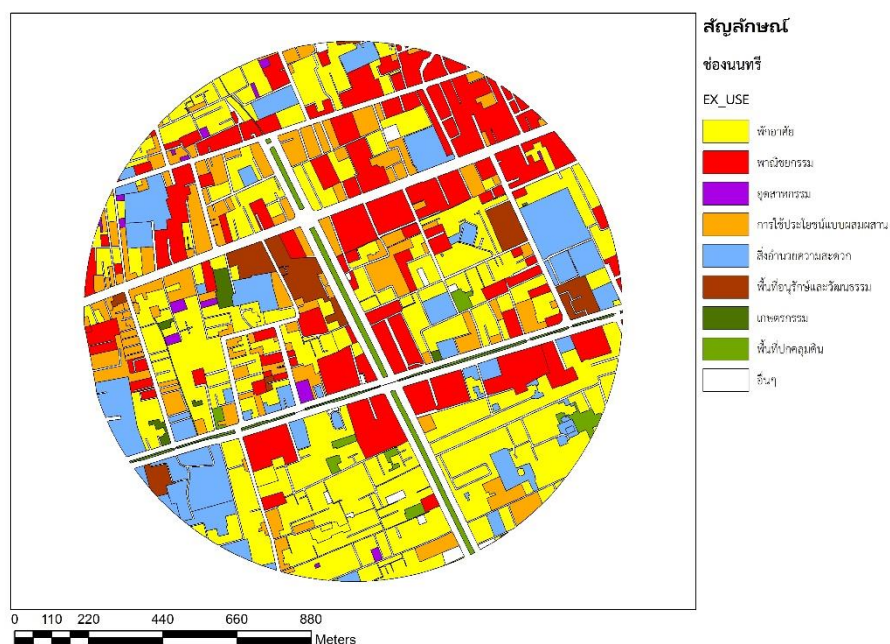 สัญลักษณ์
ช่องนนทรี
EX_USE
พักอาศัย
พาณิชยกรรม
อุตสาหกรรม
การใช้ประโยชน์แบบผสมผสาน
สิ่งอำนวยความสะดวก
พื้นที่อนุรักษ์และวัฒนธรรม
เกษตรกรรม
พื้นที่ปกคลุมดิน
อื่นๆ
0 110 220 440 660 880
Meters